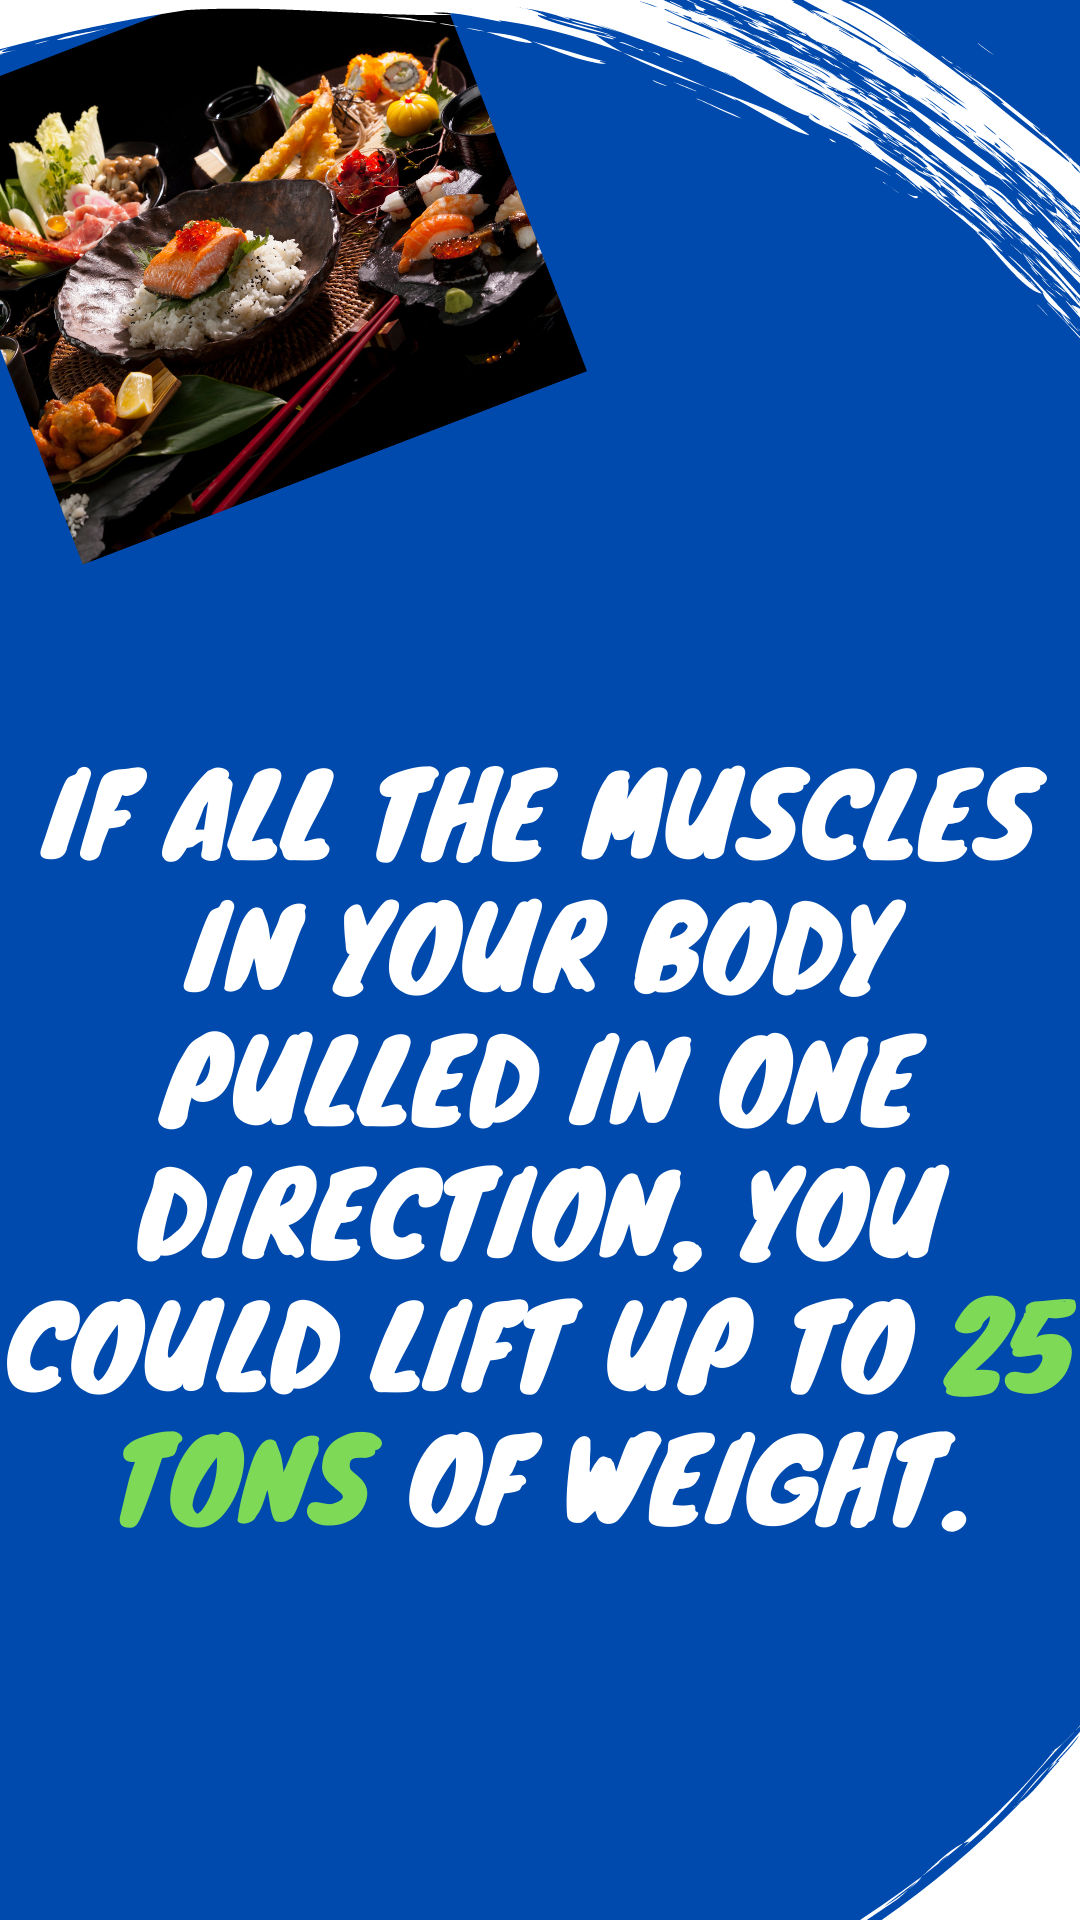 IF ALL THE MUSCLES
IN YOUR BODY
PULLED IN ONE
DIRECTION, YOU
COULD LIFT UP TO 25
TONS OF WEIGHT.